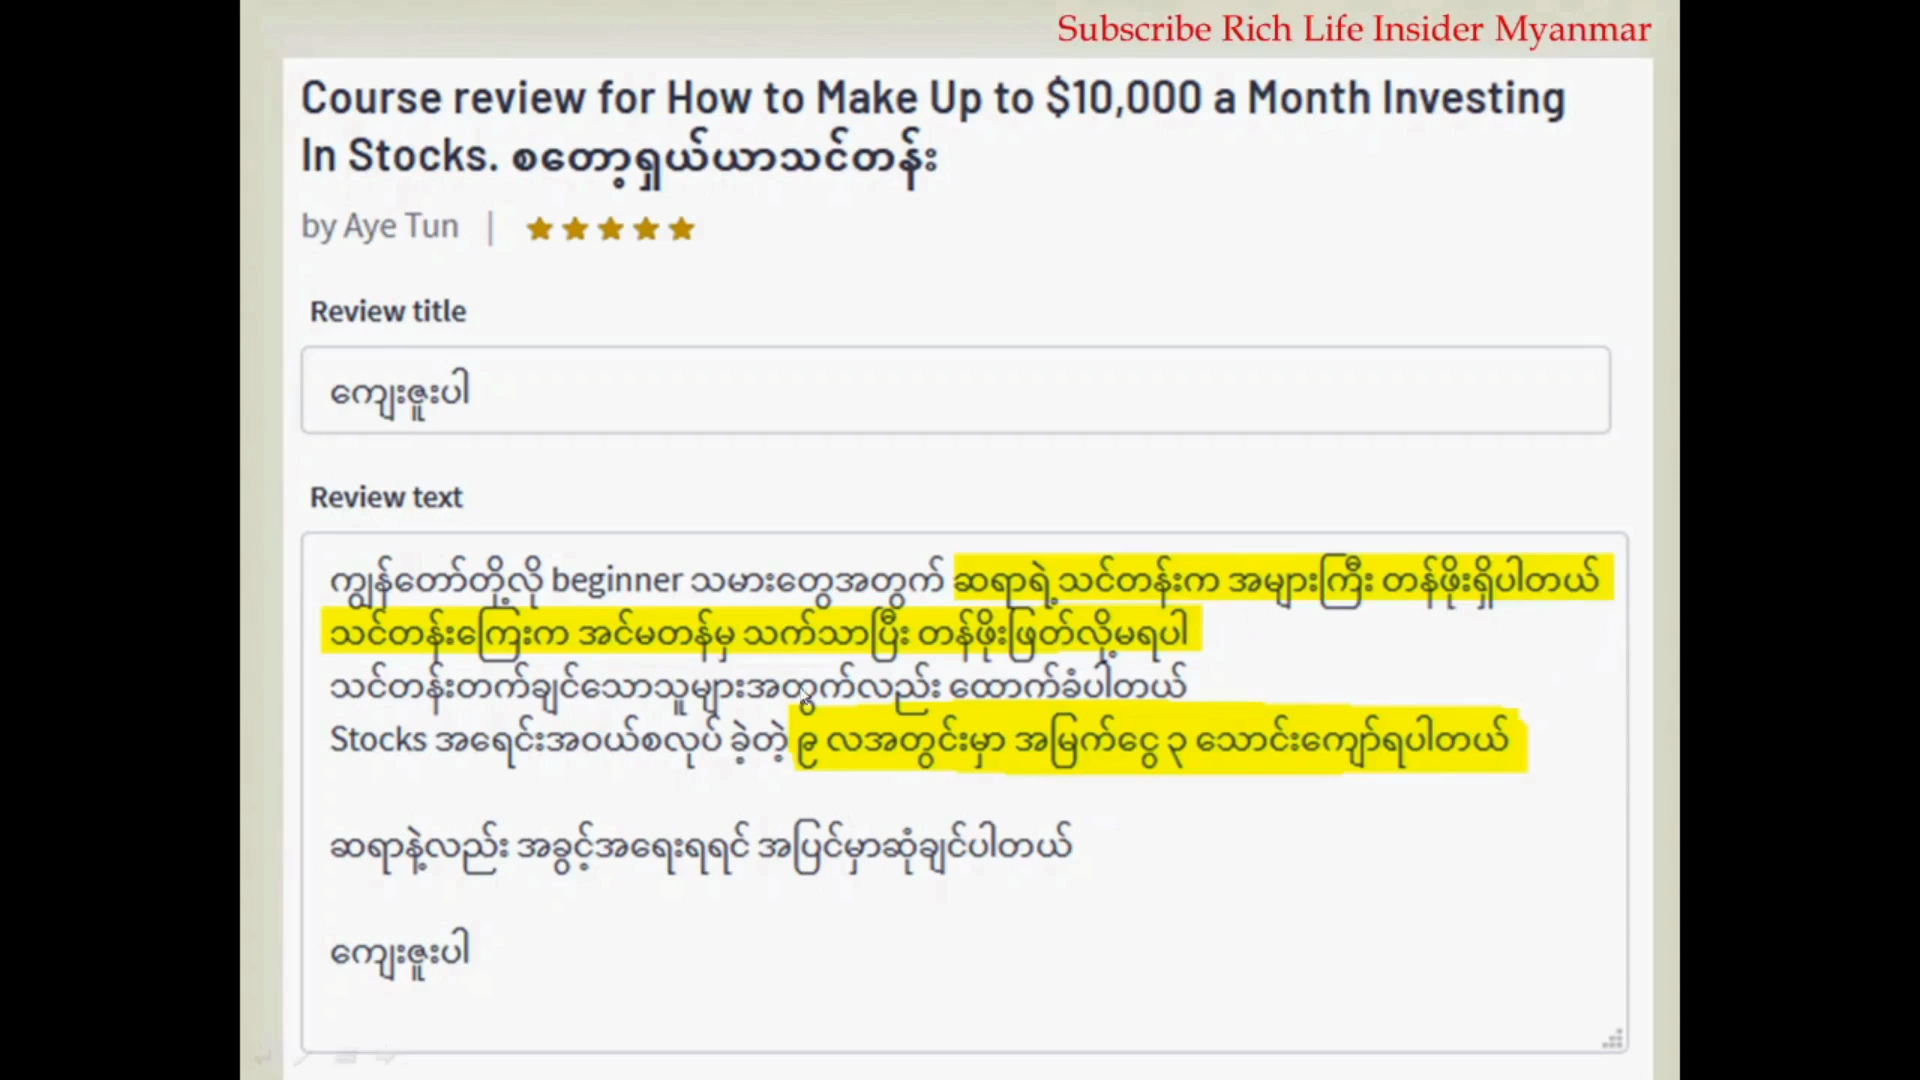 Subscribe Rich Life Insider Myanmar
Course review for How to Make Up to $10,000 a Month Investing
In Stocks. စတော့ရှယ်ယာသင်တန်း
by Aye Tun |
Review title
ကျေးဇူးပါ
Review text
ကျွန်တော်တို့လို beginner သမားတွေအတွက် ဆရာရဲ့သင်တန်းက အများကြီး တန်ဖိုးရှိပါတယ်
သင်တန်းကြေးက အင်မတန်မှ သက်သာပြီး တန်ဖိုးဖြတ်လို့မရပါ
သင်တန်းတက်ချင်သောသူများအတွက်လည်း ထောက်ခံပါတယ်
Stocks အရေင်းအဝယ်စလုပ် ခဲ့တဲ့ ၉ လအတွင်းမှာ အမြက်ငွေ ၃ သောင်းကျော်ရပါတယ်
ဆရာနဲ့လည်း အခွင့်အရေးရရင် အပြင်မှာဆုံချင်ပါတယ်
ကျေးဇူးပါ